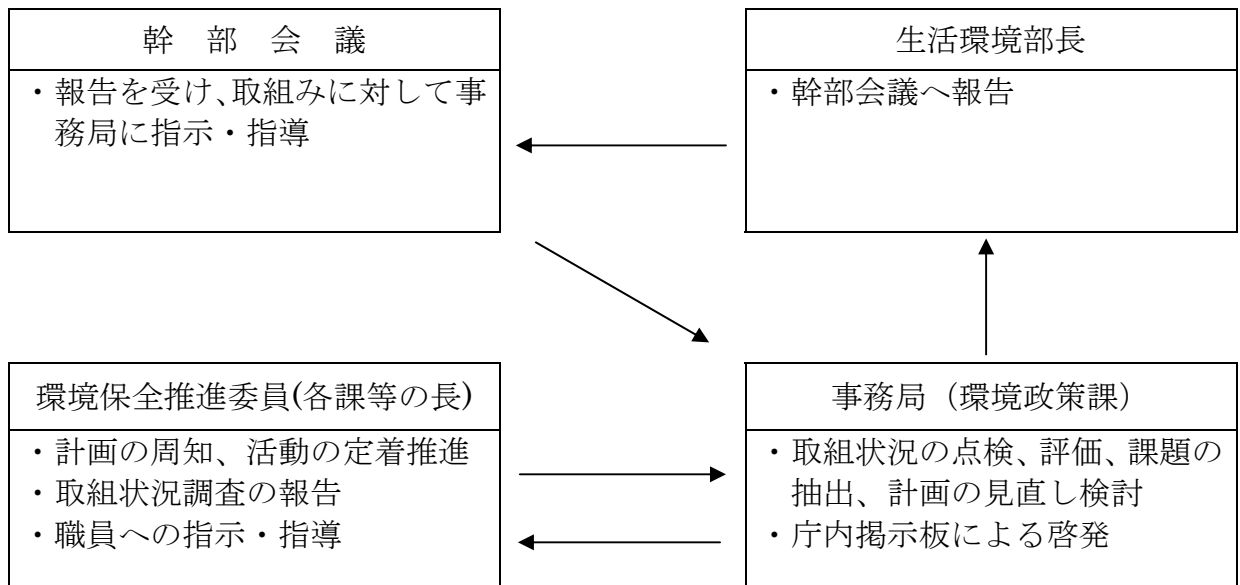 幹　部　会　議
・報告を受け、取組みに対して事
務局に指示・指導
生活環境部長
・幹部会議へ報告
環境保全推進委員(各課等の長)
・計画の周知、活動の定着推進
・取組状況調査の報告
・職員への指示・指導
事務局（環境政策課）
・取組状況の点検、評価、課題の
抽出、計画の見直し検討
・庁内掲示板による啓発